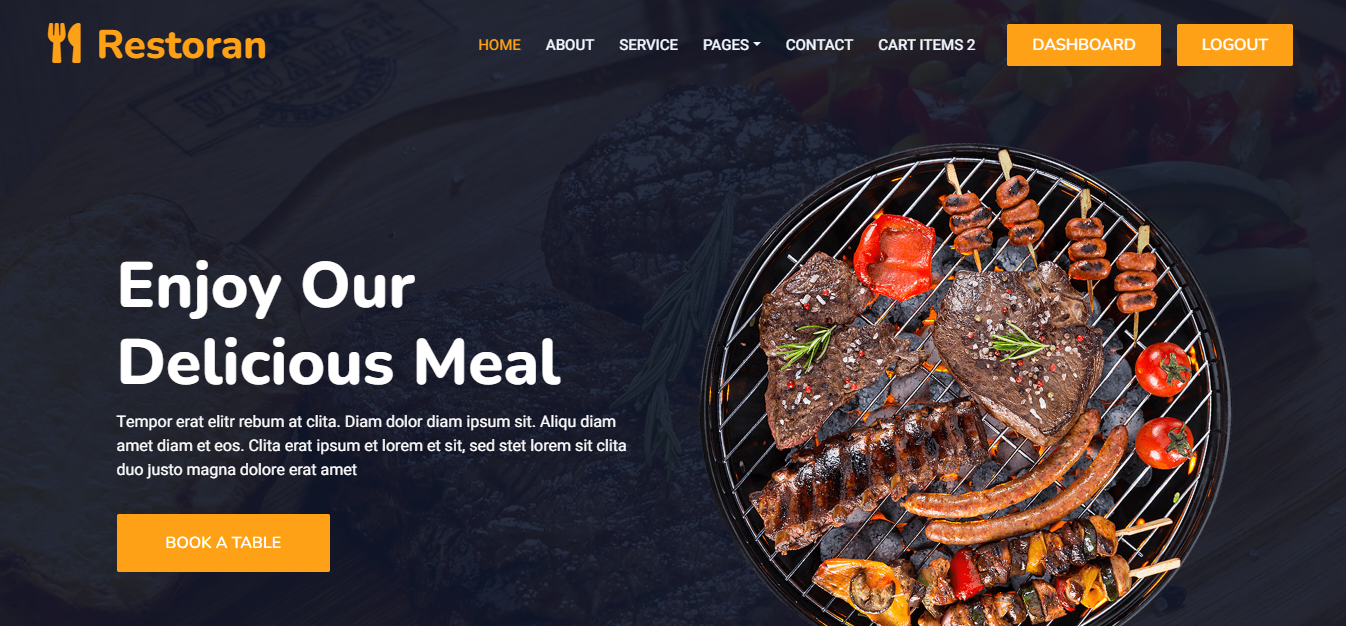 Restoran
HOME ABOUT SERVICE PAGES CONTACT CART ITEMS 2 DASHBOARD LOGOUT
Enjoy Our
Delicious Meal
Tempor erat elitr rebum at clita. Diam dolor diam ipsum sit. Aliqu diam
amet diam et eos. Clita erat ipsum et lorem et sit, sed stet lorem sit clita
duo justo magna dolore erat amet
BOOK A TABLE